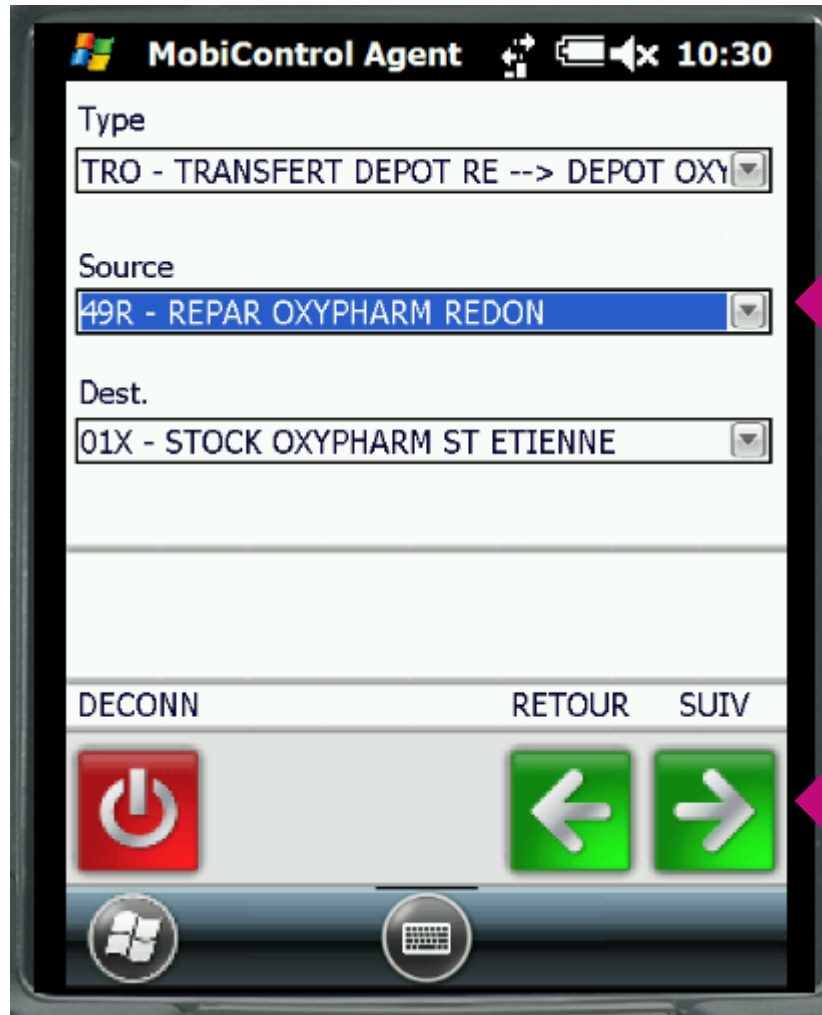 MobiControl Agent 10:30
Type
TRO - TRANSFERT DEPOT RE --> DEPOT OXY
Source
49R - REPAR OXYPHARM REDON
Dest.
01X - STOCK OXYPHARM ST ETIENNE
DECONN RETOUR SUIV